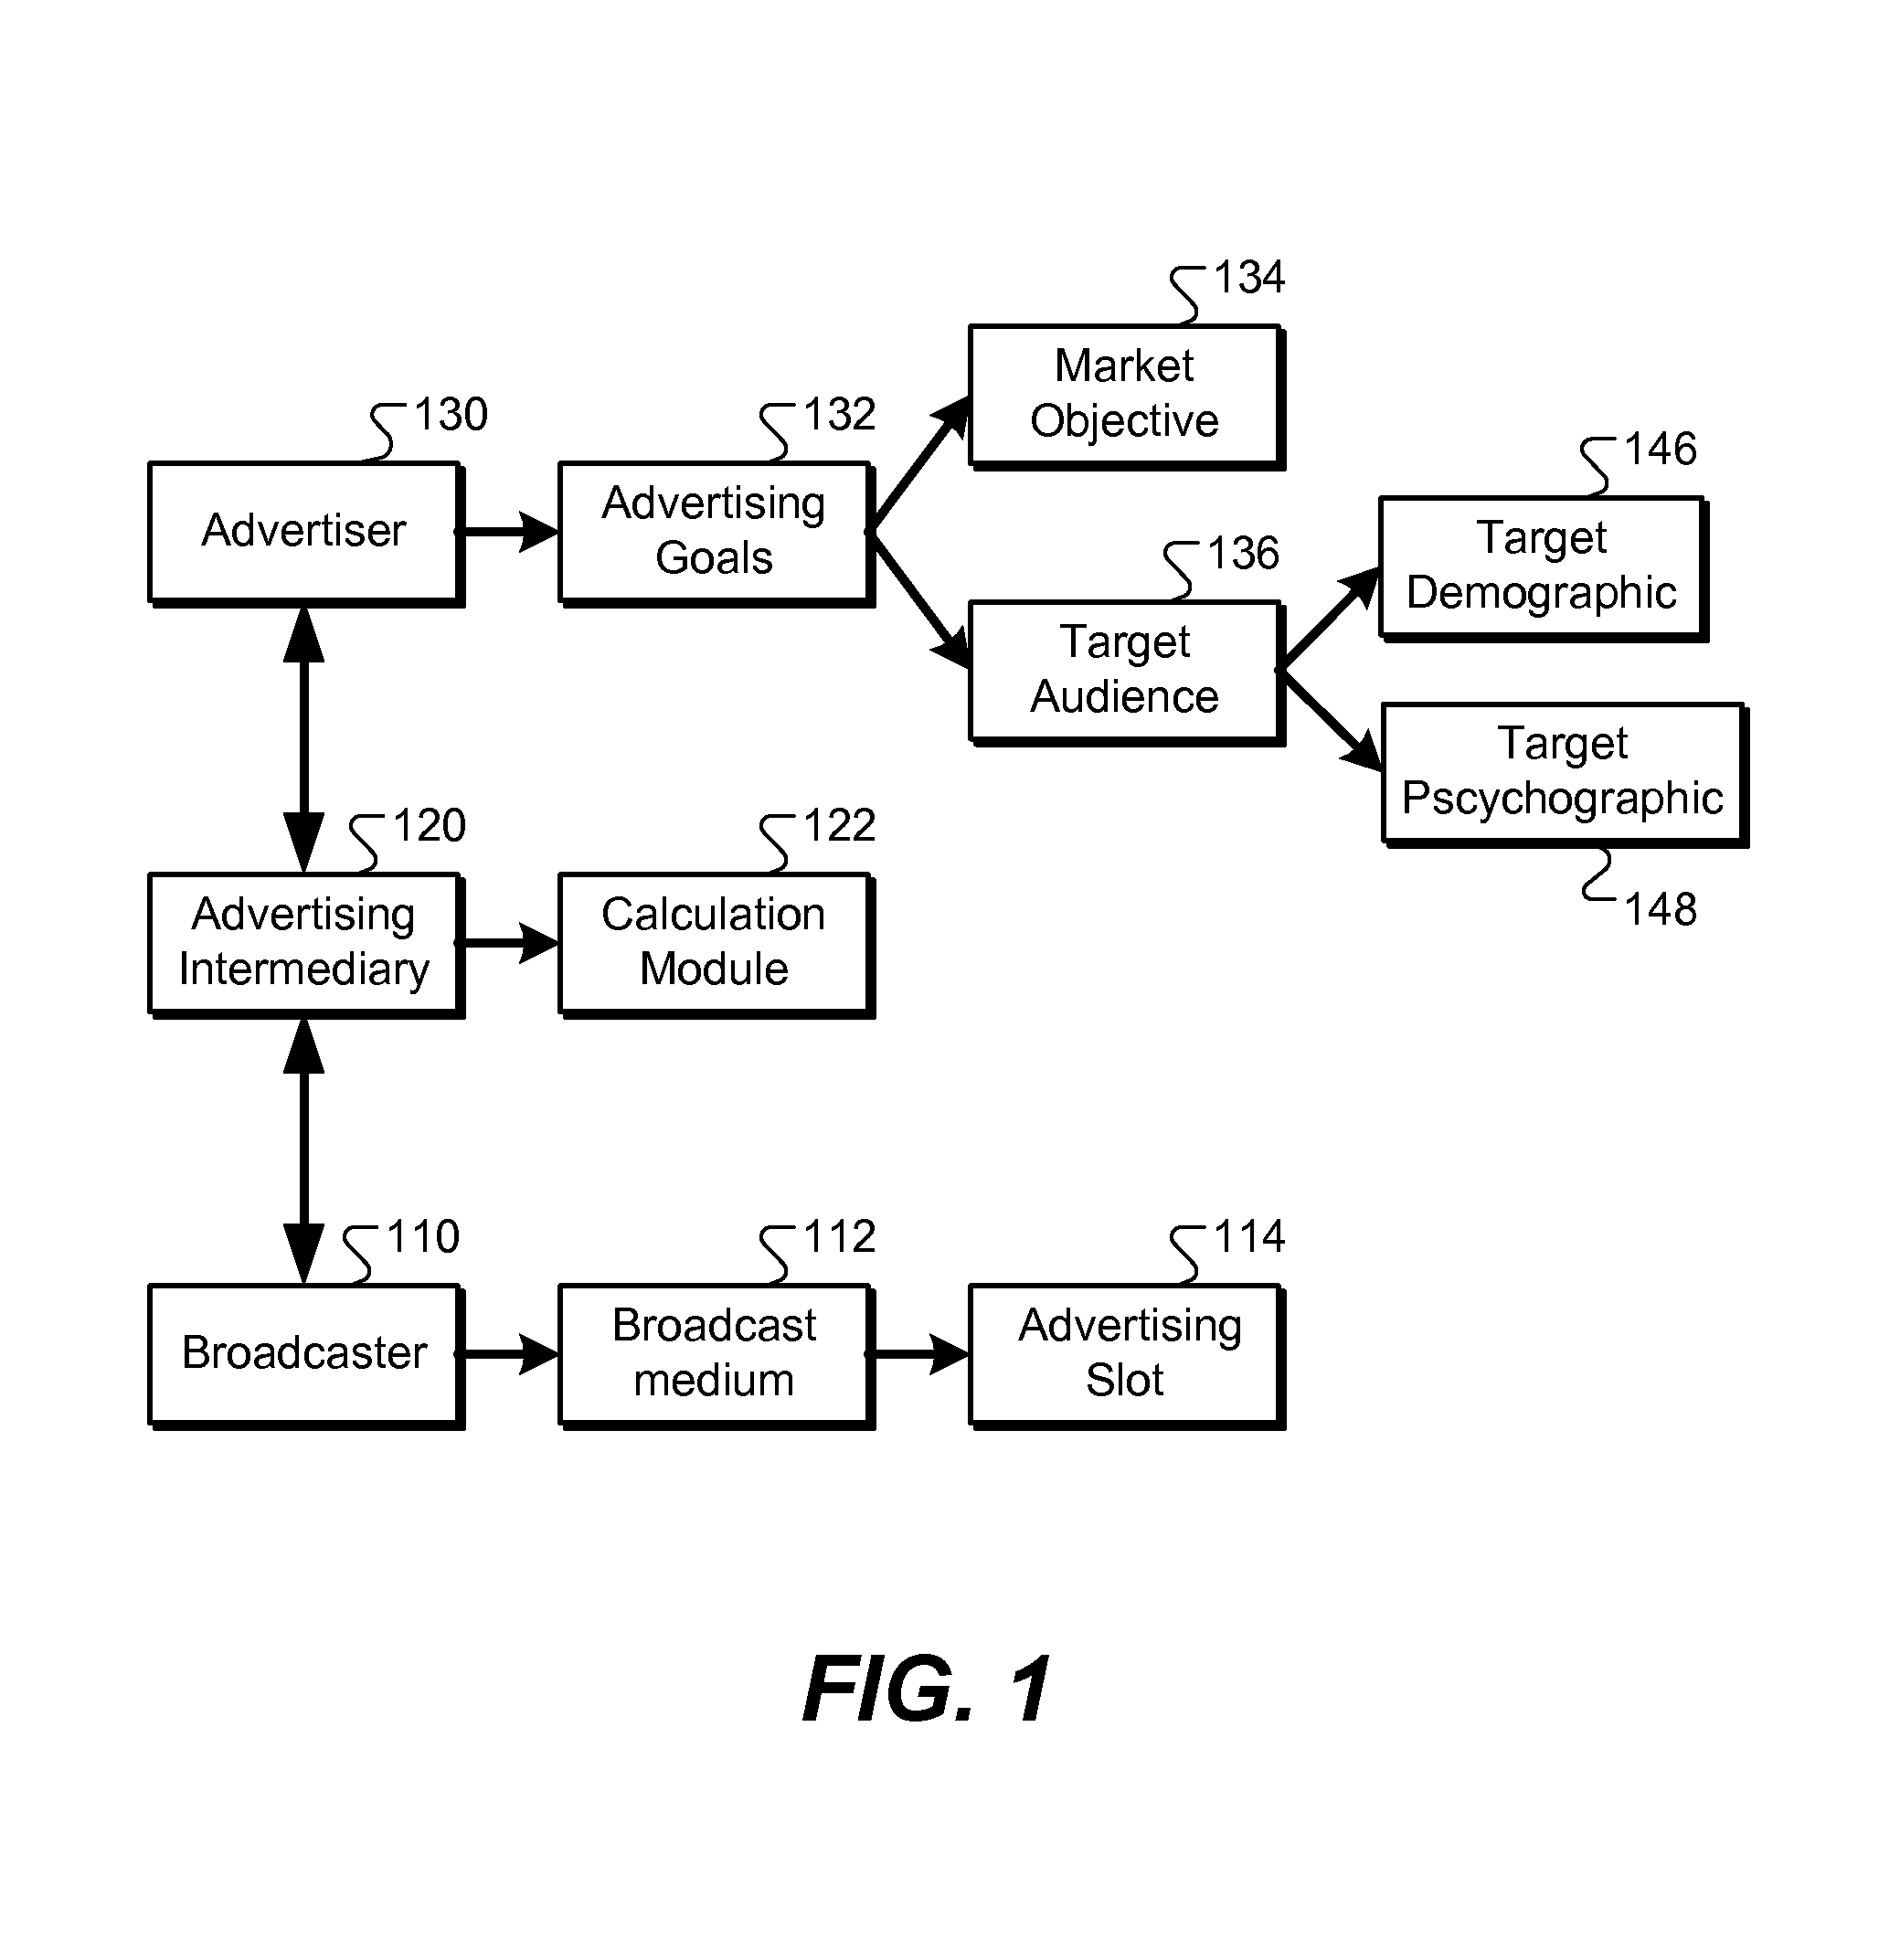 134
Market
Objective
130
Advertiser
132
Advertising
Goals
146
Target
Demographic
136
Target
Audience
Target
Pscychographic
148
120
Advertising
Intermediary
122
Calculation
Module
110
Broadcaster
112
Broadcast
medium
114
Advertising
Slot
FIG. 1